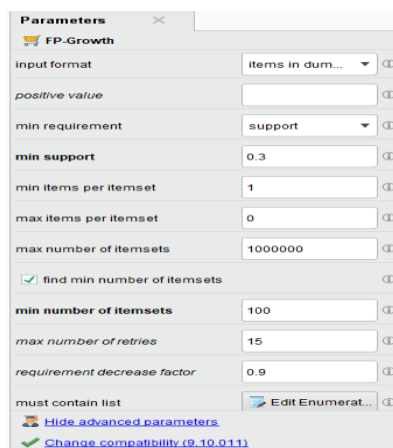 Parameters
FP-Growth
input format items in dum...
positive value
min requirement support
min support 0.3
min items per itemset 1
max items per itemset 0
max number of itemsets 1000000
find min number of itemsets
min number of itemsets 100
max number of retries 15
requirement decrease factor 0.9
must contain list Edit Enumerat...
Hide advanced parameters
Change compatibility (9.10.011)